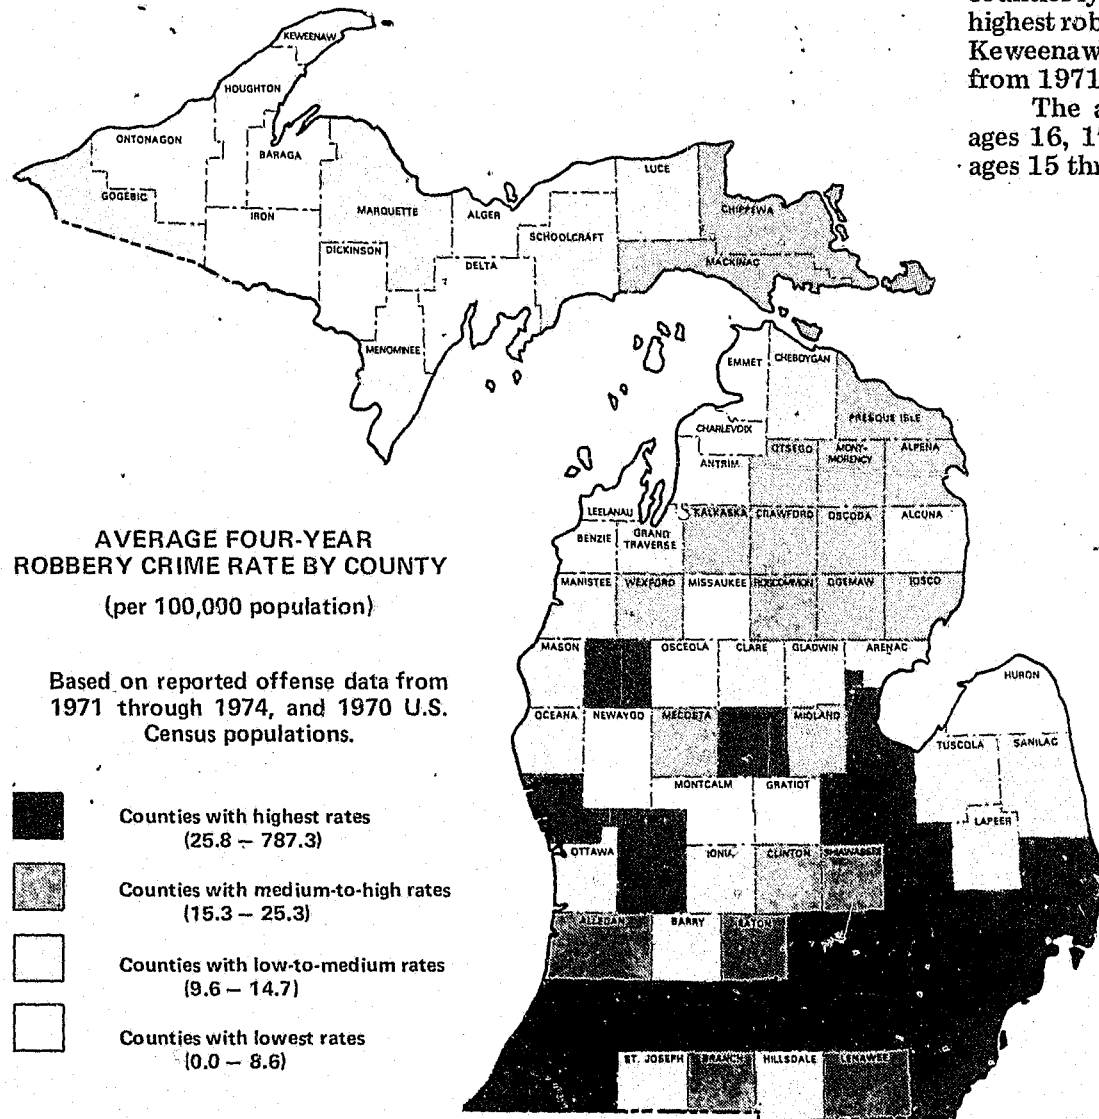 highest rob
Keweenaw
from 1971
The a
ages 16, 1
ages 15 thr
KEWEENAW
HOUGHTON
ONTONAGON
BARAGA
LUCE
GOGEBIC
IRON
MARQUETTE
ALGER
CHIPPEWA
SCHOOLCRAFT
DICKINSON
DELTA
MACKINAC
MENOMINEE
EMMET
CHEBOYGAN
PRESQUE ISLE
CHARLEVOIX
OTSEGO
MONT-
MORENCY
ALPENA
ANTRIM
LEELANAU
KALKASKA
CRAWFORD
OSCODA
ALCONA
BENZIE
GRAND
TRAVERSE
MANISTEE
WEXFORD
MISSAUKEE
ROSCOMMON
OGEMAW
IOSCO
MASON
OSCEOLA
CLARE
GLADWIN
ARENAC
HURON
OCEANA
NEWAYGO
MECOSTA
MIDLAND
TUSCOLA
SANILAC
MONTCALM
GRATIOT
LAPEER
OTTAWA
IONIA
CLINTON
SHIAWASSEE
ALLEGAN
BARRY
EATON
ST. JOSEPH
BRANCH
HILLSDALE
LENAWEE
AVERAGE FOUR-YEAR
ROBBERY CRIME RATE BY COUNTY
(per 100,000 population)
Based on reported offense data from
1971 through 1974, and 1970 U.S.
Census populations.
Counties with highest rates
(25.8 – 787.3)
Counties with medium-to-high rates
(15.3 – 25.3)
Counties with low-to-medium rates
(9.6 – 14.7)
Counties with lowest rates
(0.0 – 8.6)